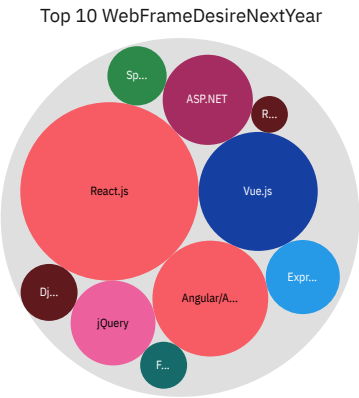 Top 10 WebFrameDesireNextYear
Sp...
ASP.NET
R...
React.js
Vue.js
Expr...
Dj...
Angular/A...
jQuery
F...